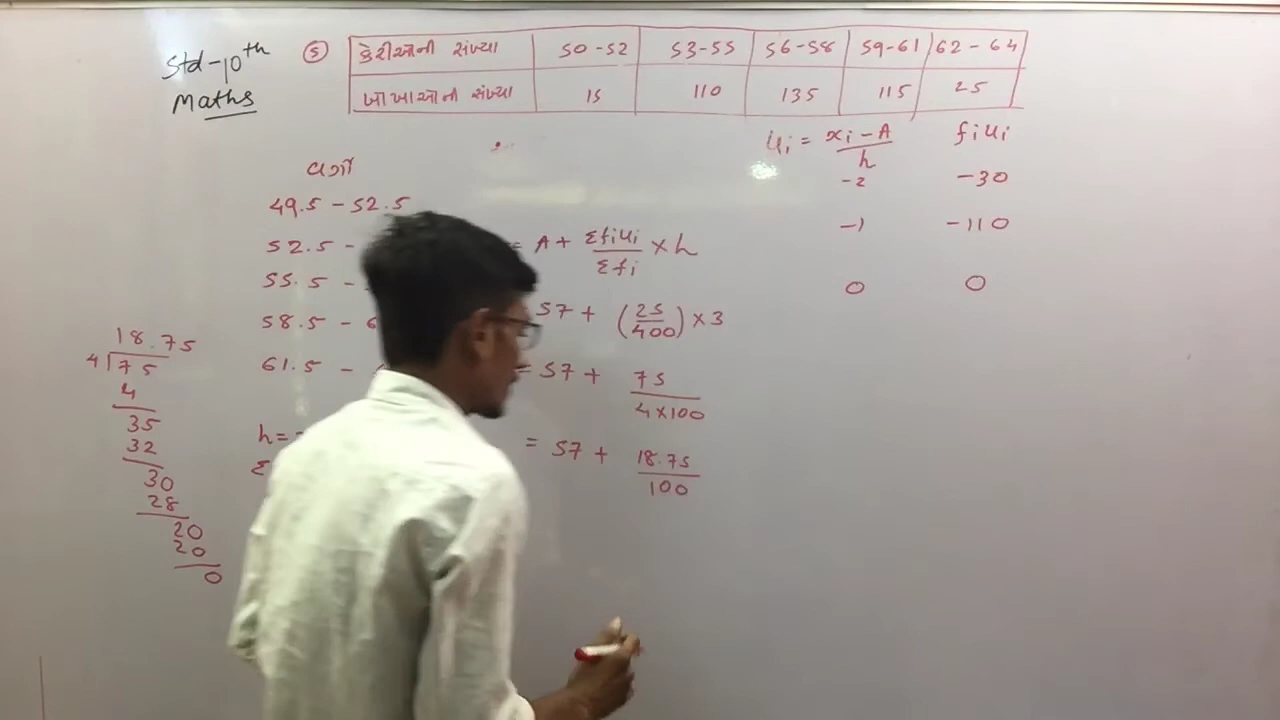 Std-10th
Maths
5 કેરીઓની સંખ્યા 50-52 53-55 56-58 59-61 62-64
ખોખાઓની સંખ્યા 15 110 135 115 25
ui = xi - A / h fiui
-2 -30
-1 -110
0 0
વર્ગો
49.5 - 52.5
52.5 -
55.5 -
58.5 - 6
61.5 -
h =
Σ
= A + Σfiui / Σfi × h
57 + (25/400) × 3
= 57 + 75 / 4×100
= 57 + 18.75 / 100
18.75
4 75
4
35
32
30
28
20
20
0